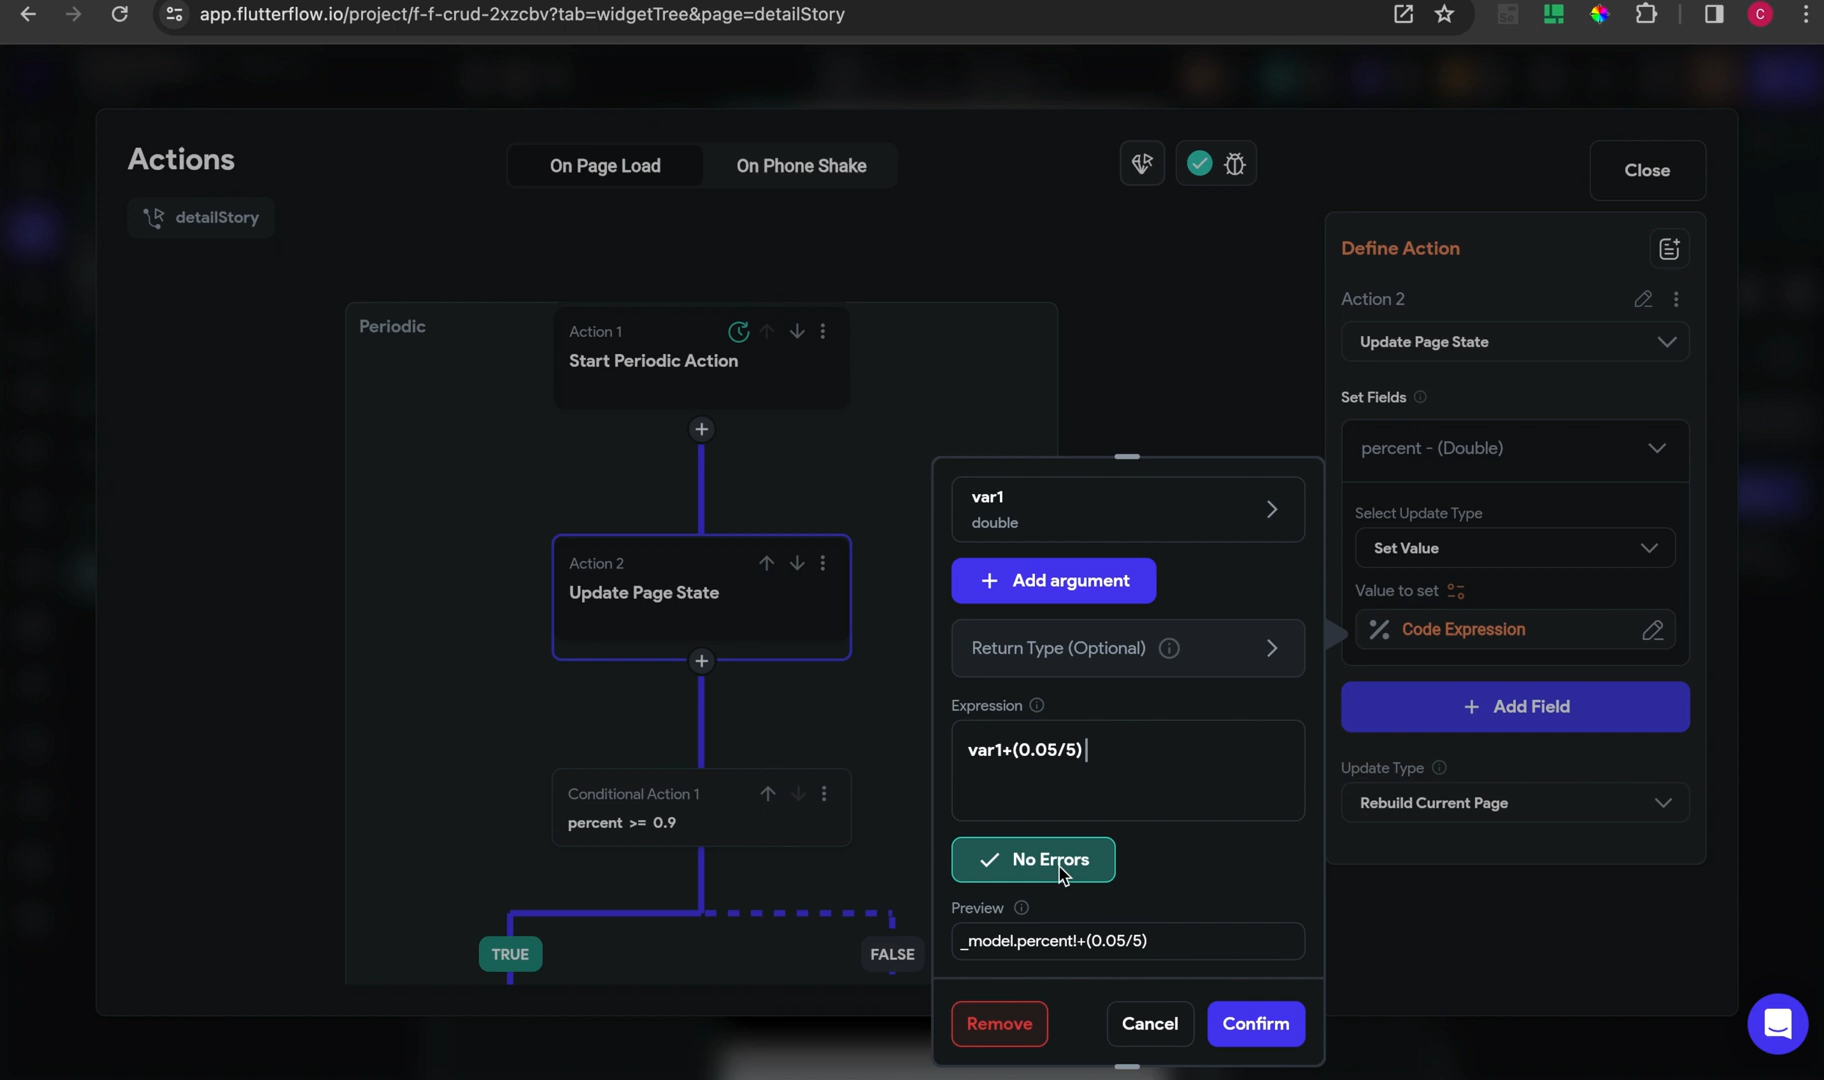 app.flutterflow.io/project/f-f-crud-2xzcbv?tab=widgetTree&page=detailStory
C
Actions
On Page Load
On Phone Shake
Close
detailStory
Define Action
Action 2
Update Page State
Set Fields
percent - (Double)
Select Update Type
Set Value
Value to set
Code Expression
+ Add Field
Update Type
Rebuild Current Page
Periodic
Action 1
Start Periodic Action
Action 2
Update Page State
Conditional Action 1
percent >= 0.9
TRUE
FALSE
var1
double
+ Add argument
Return Type (Optional)
Expression
var1+(0.05/5)
No Errors
Preview
_model.percent!+(0.05/5)
Remove
Cancel
Confirm